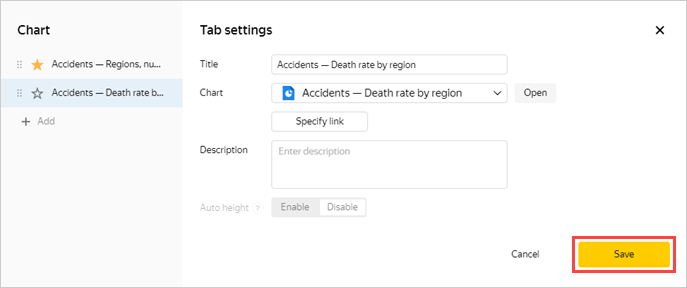 Chart
Accidents — Regions, nu...
Accidents — Death rate b...
Add
Tab settings
Title
Accidents — Death rate by region
Chart
Accidents — Death rate by region
Open
Specify link
Description
Enter description
Auto height ?
Enable
Disable
Cancel
Save